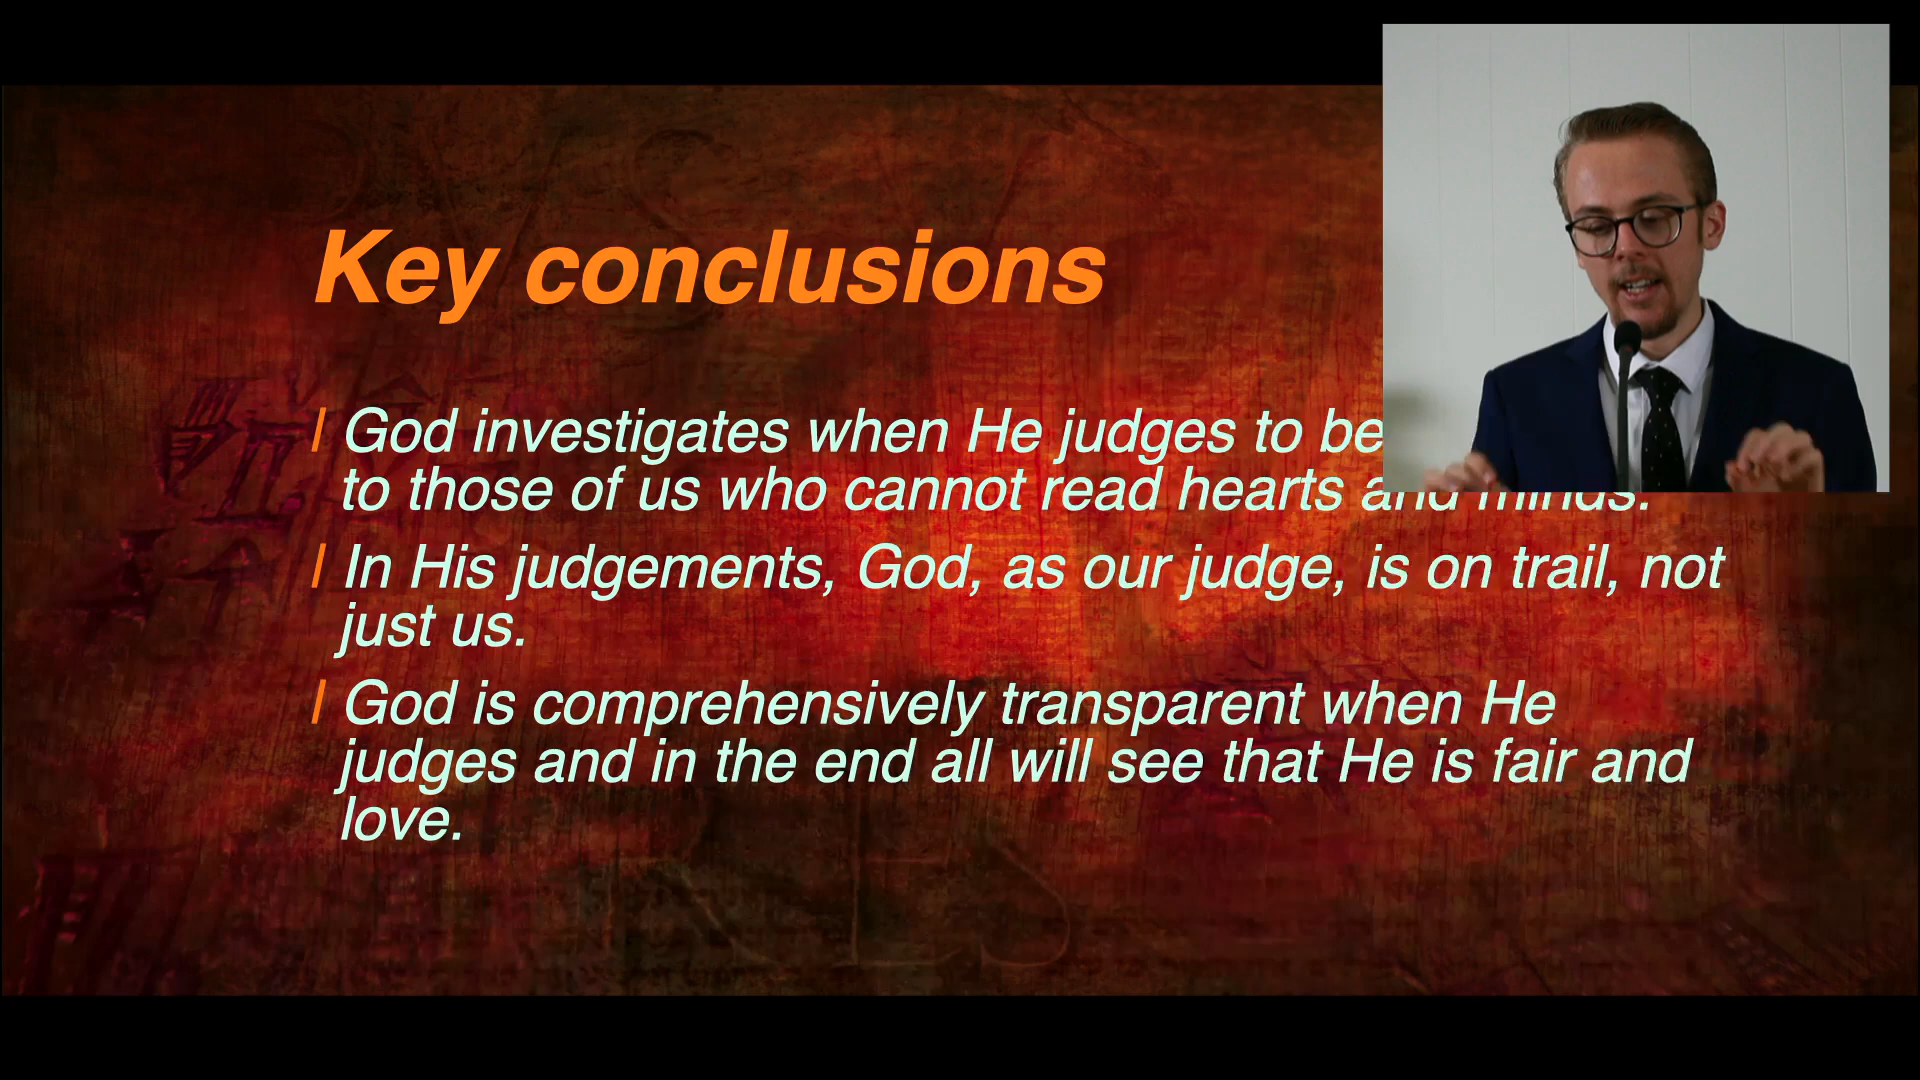 Key conclusions
God investigates when He judges to be
to those of us who cannot read hearts and minds.
In His judgements, God, as our judge, is on trail, not
just us.
God is comprehensively transparent when He
judges and in the end all will see that He is fair and
love.